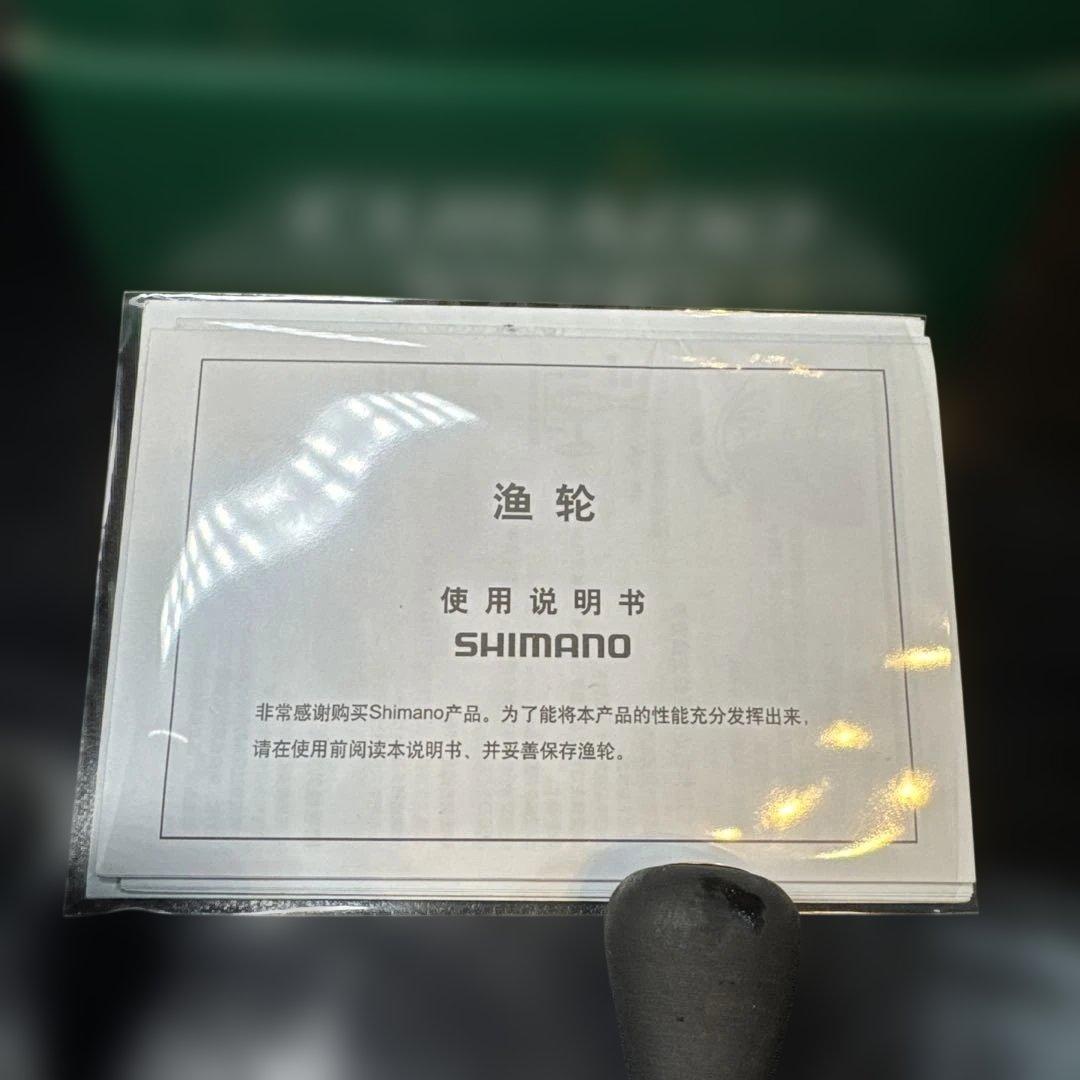 渔轮
使用说明书
SHIMANO
非常感谢购买Shimano产品。为了能将本产品的性能充分发挥出来，
请在使用前阅读本说明书、并妥善保存渔轮。